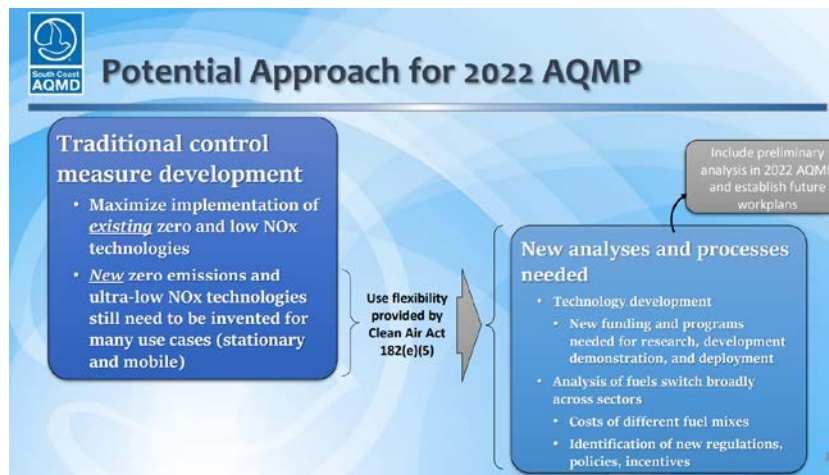 South Coast
AQMD
Potential Approach for 2022 AQMP
Traditional control
measure development
• Maximize implementation of
existing zero and low NOx
technologies
• New zero emissions and
ultra-low NOx technologies
still need to be invented for
many use cases (stationary
and mobile)
Use flexibility
provided by
Clean Air Act
182(e)(5)
Include preliminary
analysis in 2022 AQMP
and establish future
workplans
New analyses and processes
needed
• Technology development
• New funding and programs
needed for research, development
demonstration, and deployment
• Analysis of fuels switch broadly
across sectors
• Costs of different fuel mixes
• Identification of new regulations,
policies, incentives